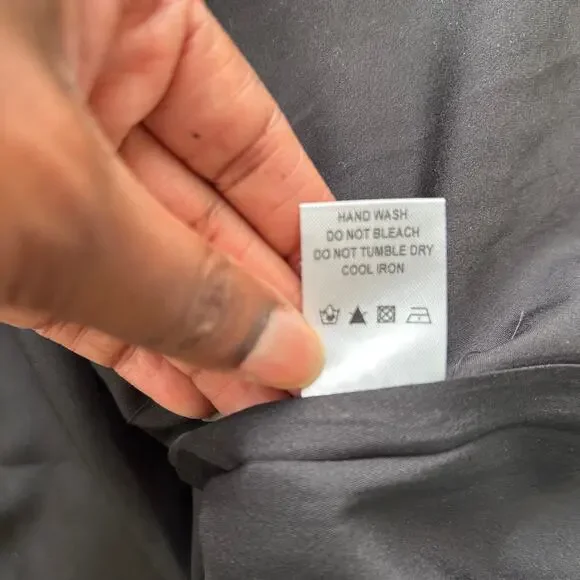 HAND WASH
DO NOT BLEACH
DO NOT TUMBLE DRY
COOL IRON